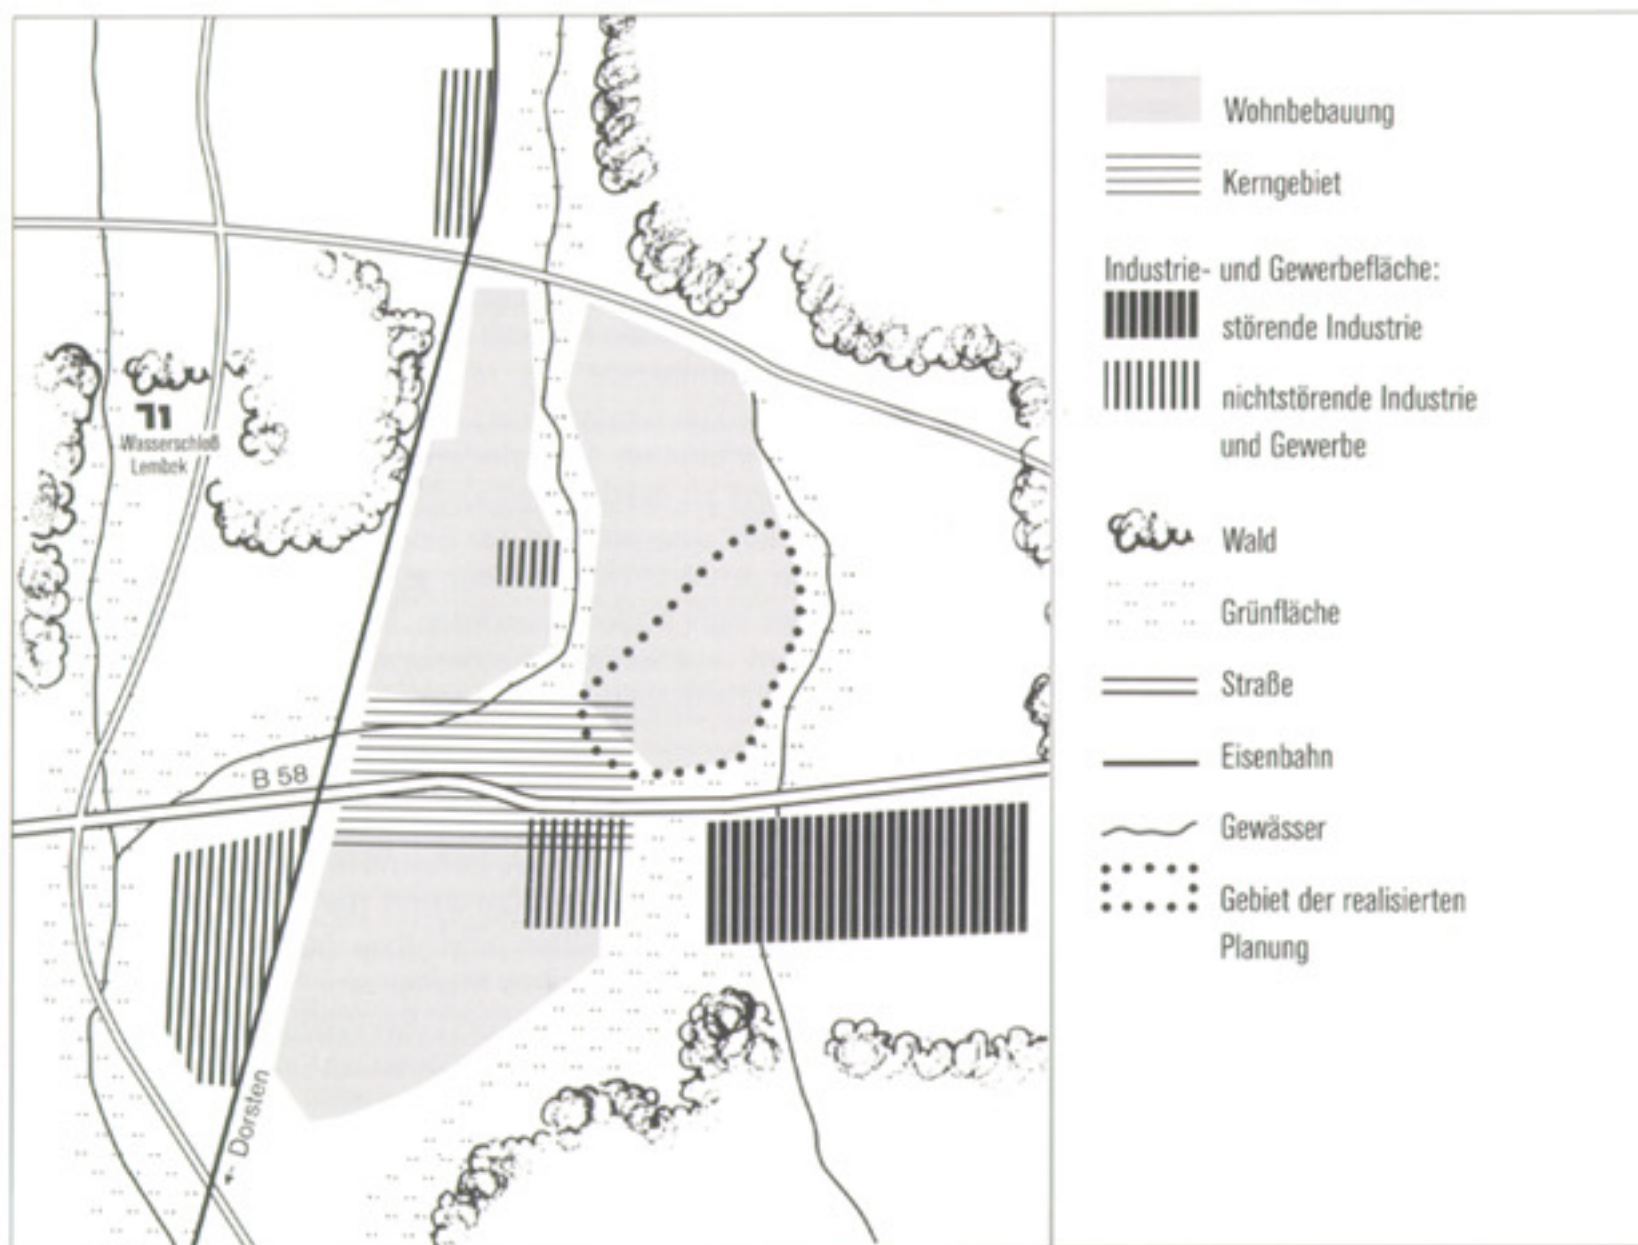 Wasserschloß
Lembek
B 58
← Dorsten
Wohnbebauung
Kerngebiet
Industrie- und Gewerbefläche:
störende Industrie
nichtstörende Industrie
und Gewerbe
Wald
Grünfläche
Straße
Eisenbahn
Gewässer
Gebiet der realisierten
Planung